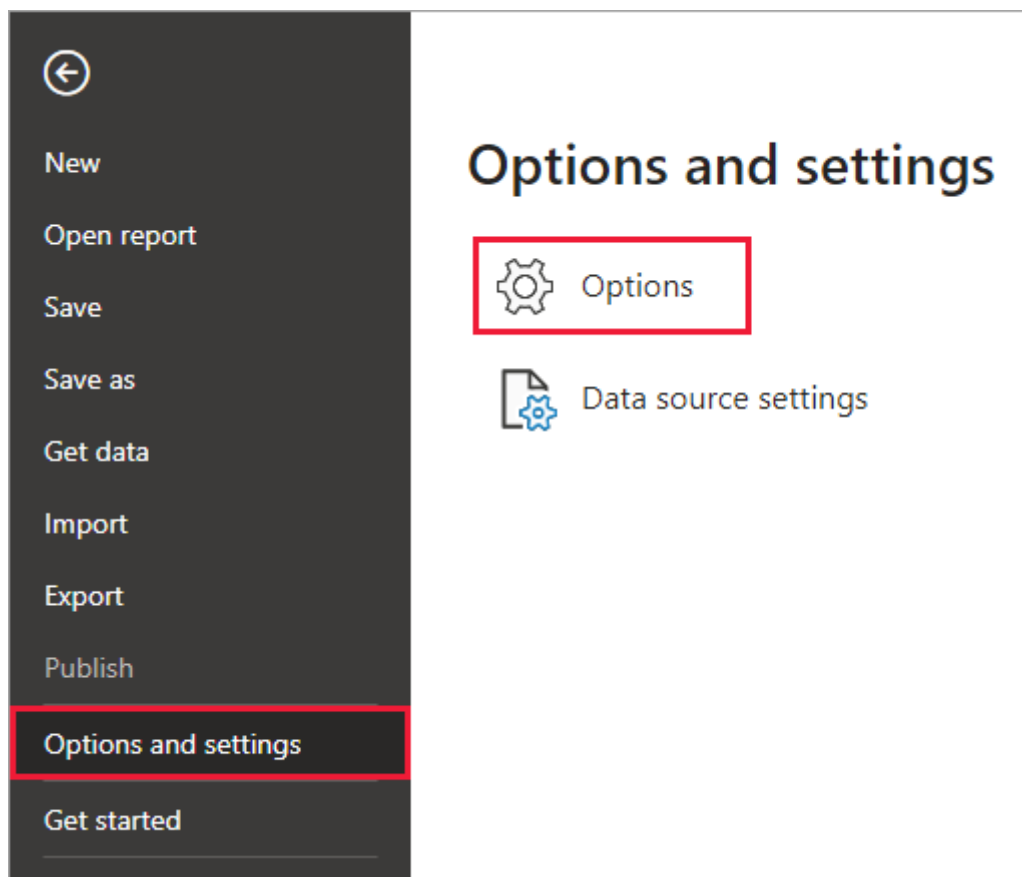 New
Open report
Save
Save as
Get data
Import
Export
Publish
Options and settings
Get started
Options and settings
Options
Data source settings